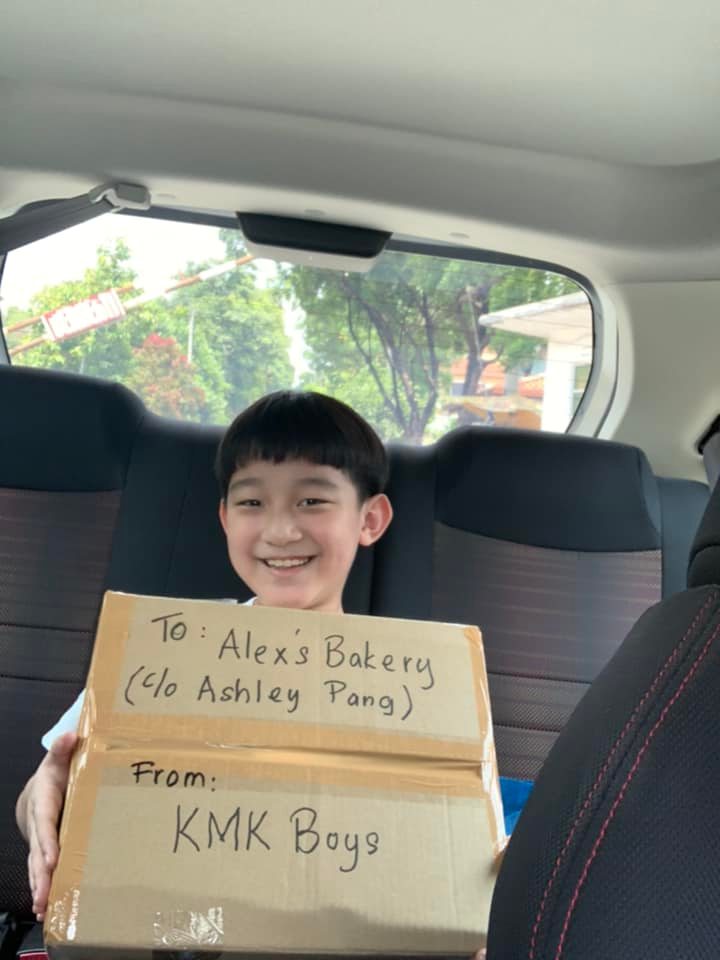 To: Alex's Bakery
(c/o Ashley Pang)
From:
KMK Boys